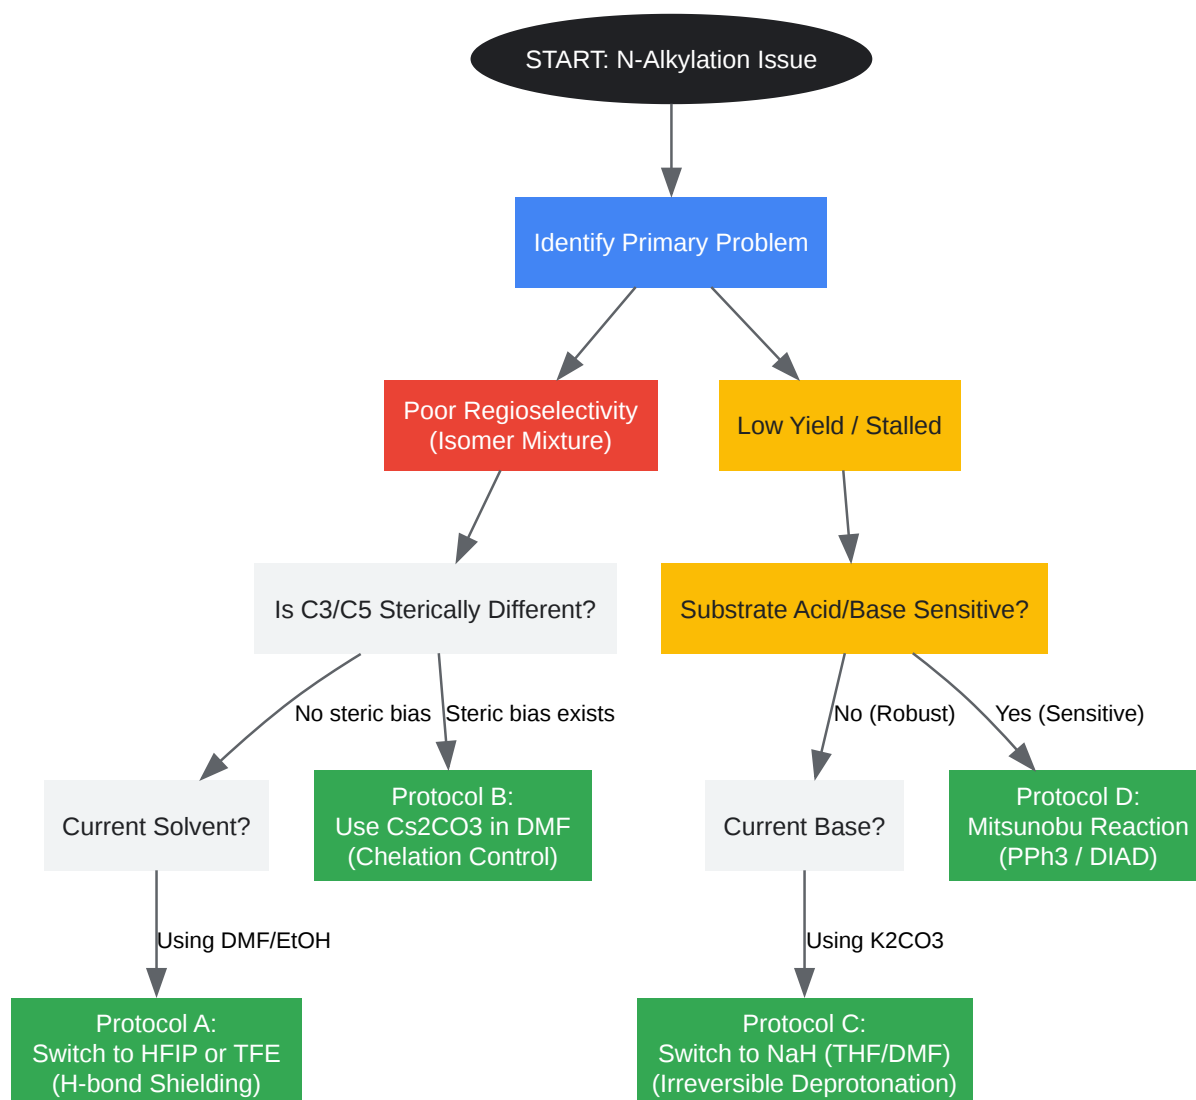 START: N-Alkylation Issue
Identify Primary Problem
Poor Regioselectivity
(Isomer Mixture)
Low Yield / Stalled
Is C3/C5 Sterically Different?
Substrate Acid/Base Sensitive?
No steric bias
Steric bias exists
No (Robust)
Yes (Sensitive)
Current Solvent?
Protocol B:
Use Cs2CO3 in DMF
(Chelation Control)
Current Base?
Protocol D:
Mitsunobu Reaction
(PPh3 / DIAD)
Using DMF/EtOH
Using K2CO3
Protocol A:
Switch to HFIP or TFE
(H-bond Shielding)
Protocol C:
Switch to NaH (THF/DMF)
(Irreversible Deprotonation)